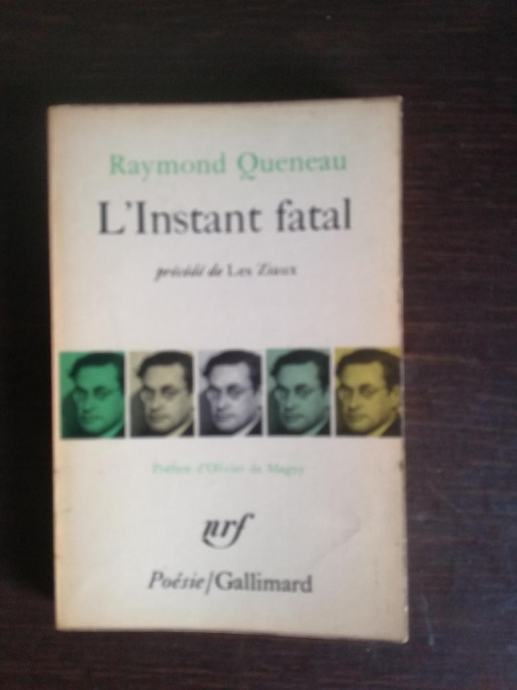 Raymond Queneau
L'Instant fatal
précédé de Les Ziaux
Préface d'Olivier de Magny
nrf
Poésie/Gallimard